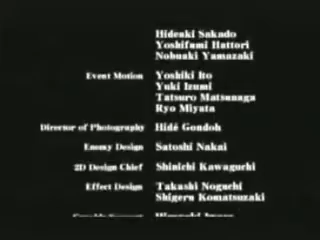 Hideaki Sakado
Yoshifumi Hattori
Nobuaki Yamazaki
Event Motion Yoshiki Ito
Yuki Izumi
Tatsuro Matsunaga
Ryo Miyata
Director of Photography Hidé Gondoh
Enemy Design Satoshi Nakai
2D Design Chief Shinichi Kawaguchi
Effect Design Takashi Noguchi
Shigeru Komatsuzaki